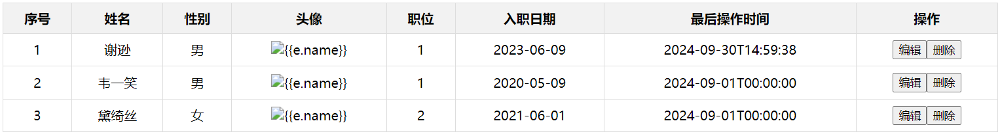 序号 姓名 性别 头像 职位 入职日期 最后操作时间 操作
1 谢逊 男 {{e.name}} 1 2023-06-09 2024-09-30T14:59:38 编辑 删除
2 韦一笑 男 {{e.name}} 1 2020-05-09 2024-09-01T00:00:00 编辑 删除
3 黛绮丝 女 {{e.name}} 2 2021-06-01 2024-09-01T00:00:00 编辑 删除